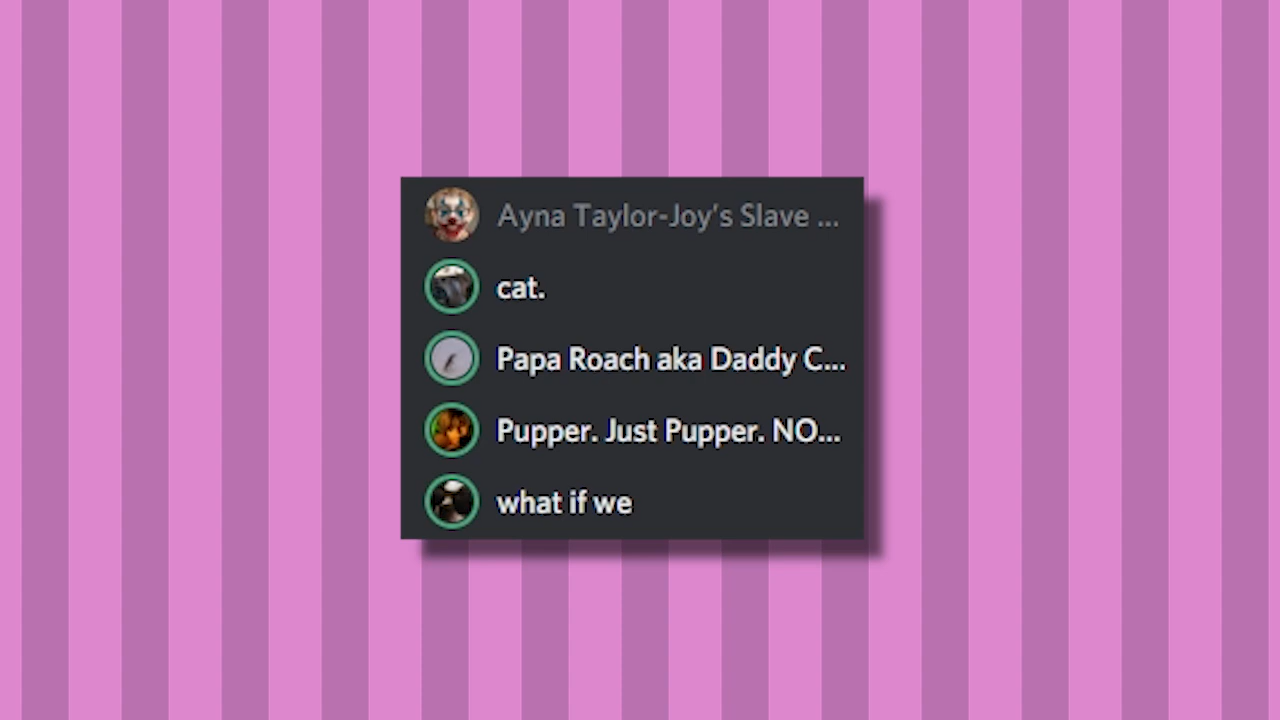 Ayna Taylor-Joy's Slave ...
cat.
Papa Roach aka Daddy C...
Pupper. Just Pupper. NO...
what if we